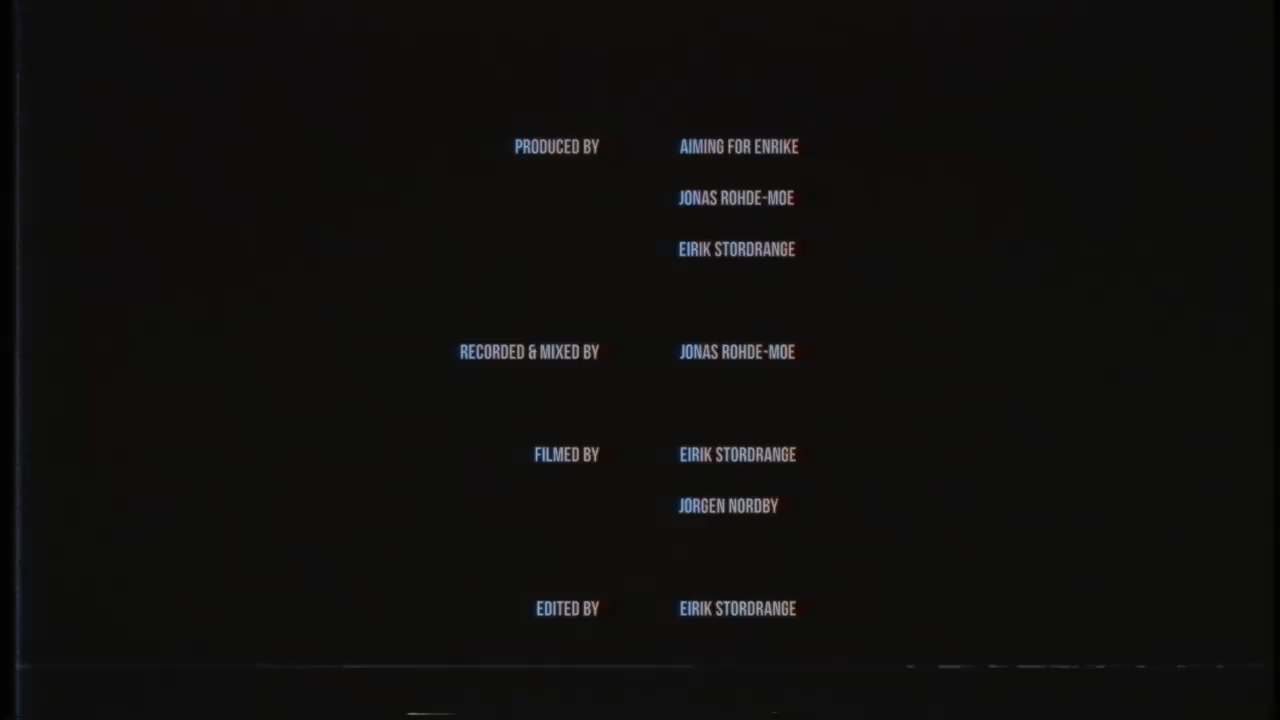 PRODUCED BY AIMING FOR ENRIKE
JONAS ROHDE-MOE
EIRIK STORDRANGE
RECORDED & MIXED BY JONAS ROHDE-MOE
FILMED BY EIRIK STORDRANGE
JØRGEN NORDBY
EDITED BY EIRIK STORDRANGE